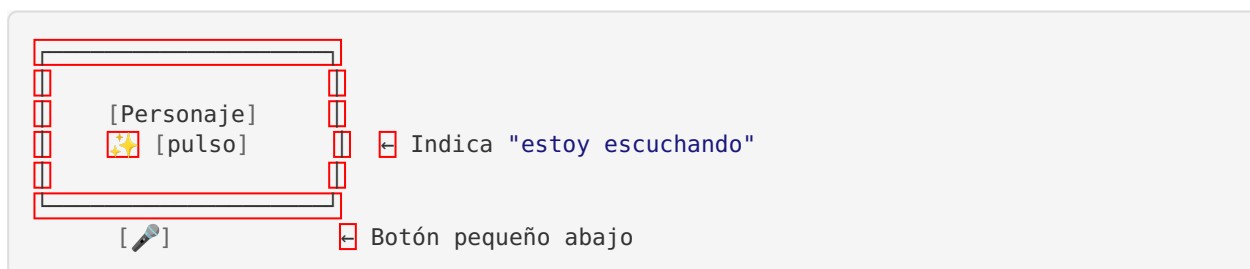 ┌─────────────────────┐
│                     │
│    [Personaje]      │
│    ✨ [pulso]       │  ← Indica "estoy escuchando"
│                     │
└─────────────────────┘
      [🎤]             ← Botón pequeño abajo